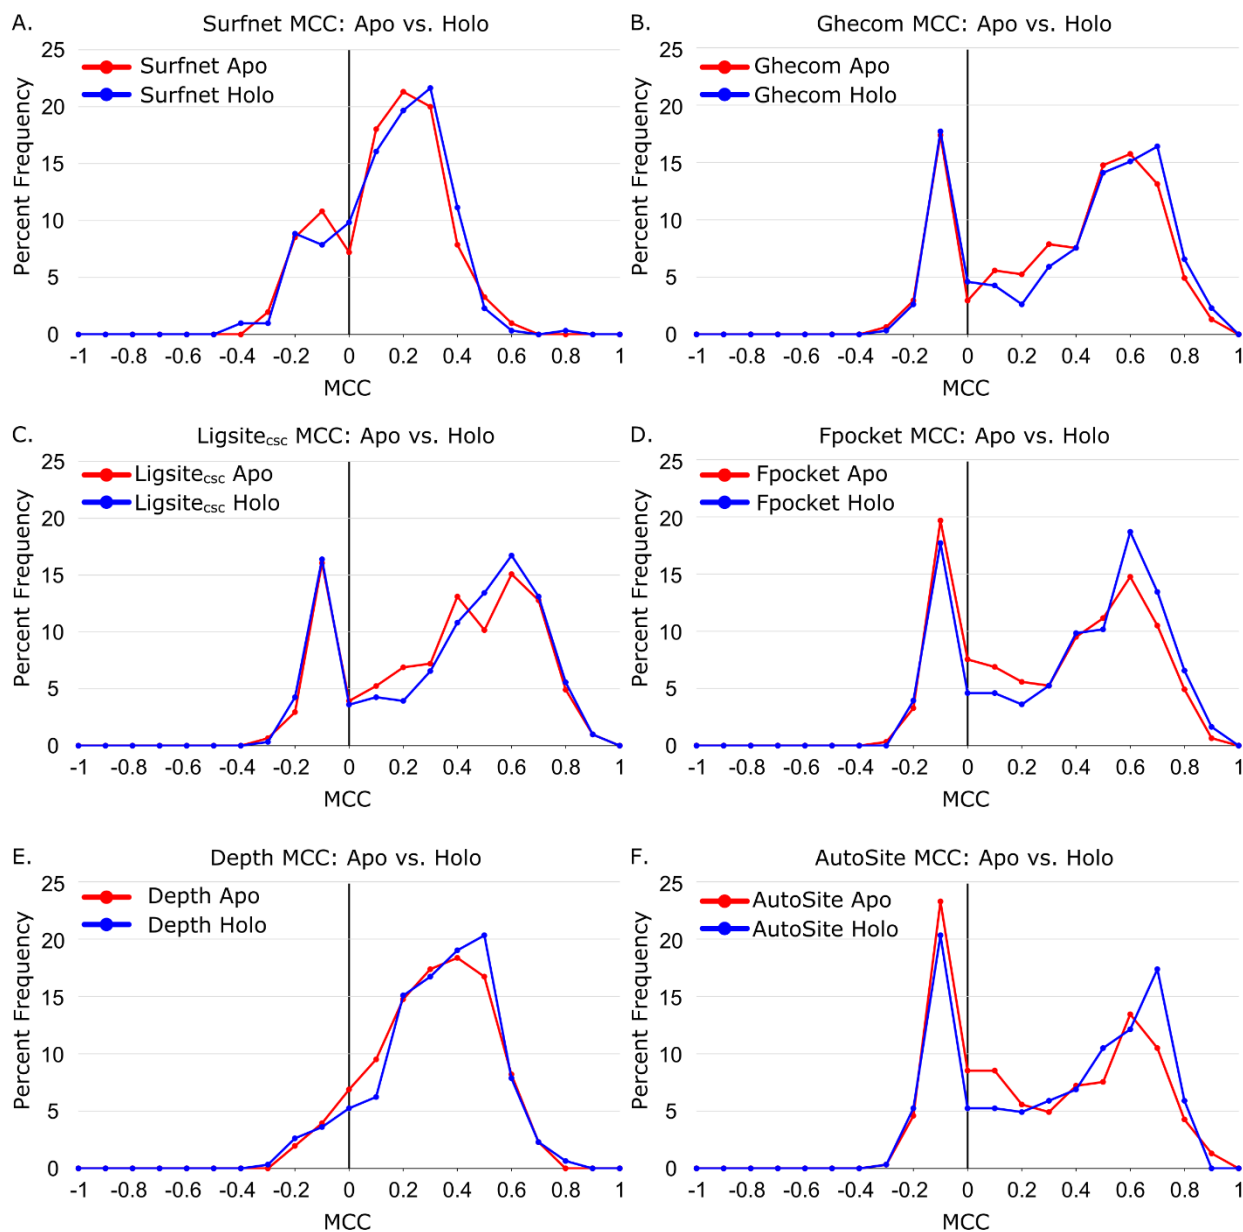 A.
Surfnet MCC: Apo vs. Holo
Percent Frequency
25
20
15
10
5
0
Surfnet Apo
Surfnet Holo
-1 -0.8 -0.6 -0.4 -0.2 0 0.2 0.4 0.6 0.8 1
MCC
B.
Ghecom MCC: Apo vs. Holo
Percent Frequency
25
20
15
10
5
0
Ghecom Apo
Ghecom Holo
-1 -0.8 -0.6 -0.4 -0.2 0 0.2 0.4 0.6 0.8 1
MCC
C.
Ligsitecsc MCC: Apo vs. Holo
Percent Frequency
25
20
15
10
5
0
Ligsitecsc Apo
Ligsitecsc Holo
-1 -0.8 -0.6 -0.4 -0.2 0 0.2 0.4 0.6 0.8 1
MCC
D.
Fpocket MCC: Apo vs. Holo
Percent Frequency
25
20
15
10
5
0
Fpocket Apo
Fpocket Holo
-1 -0.8 -0.6 -0.4 -0.2 0 0.2 0.4 0.6 0.8 1
MCC
E.
Depth MCC: Apo vs. Holo
Percent Frequency
25
20
15
10
5
0
Depth Apo
Depth Holo
-1 -0.8 -0.6 -0.4 -0.2 0 0.2 0.4 0.6 0.8 1
MCC
F.
AutoSite MCC: Apo vs. Holo
Percent Frequency
25
20
15
10
5
0
AutoSite Apo
AutoSite Holo
-1 -0.8 -0.6 -0.4 -0.2 0 0.2 0.4 0.6 0.8 1
MCC